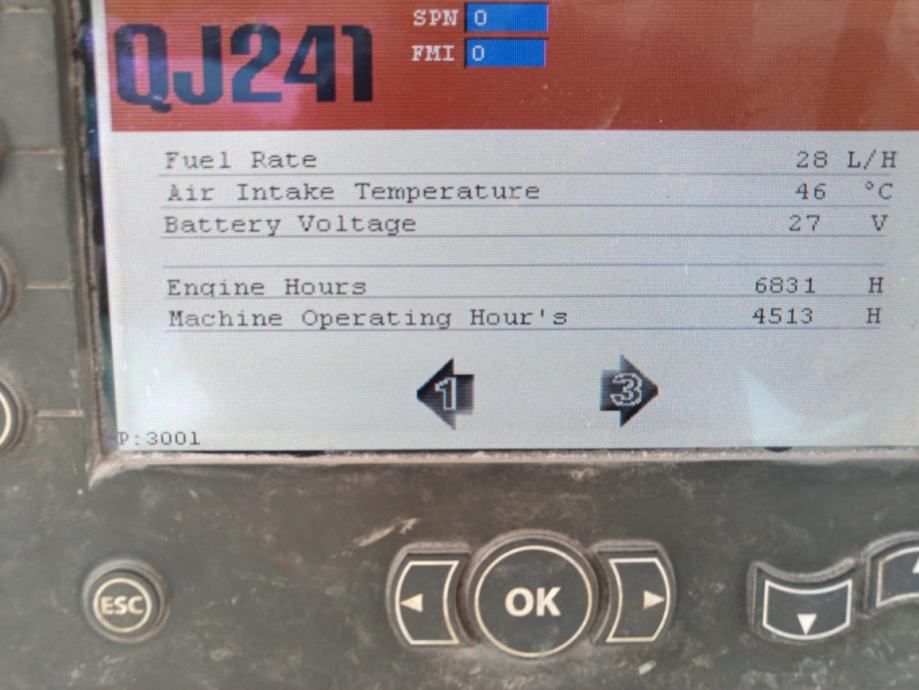 SPN 0
QJ241
FMI 0
Fuel Rate 28 L/H
Air Intake Temperature 46 °C
Battery Voltage 27 V
Engine Hours 6831 H
Machine Operating Hour's 4513 H
1 3
P:3001
ESC OK